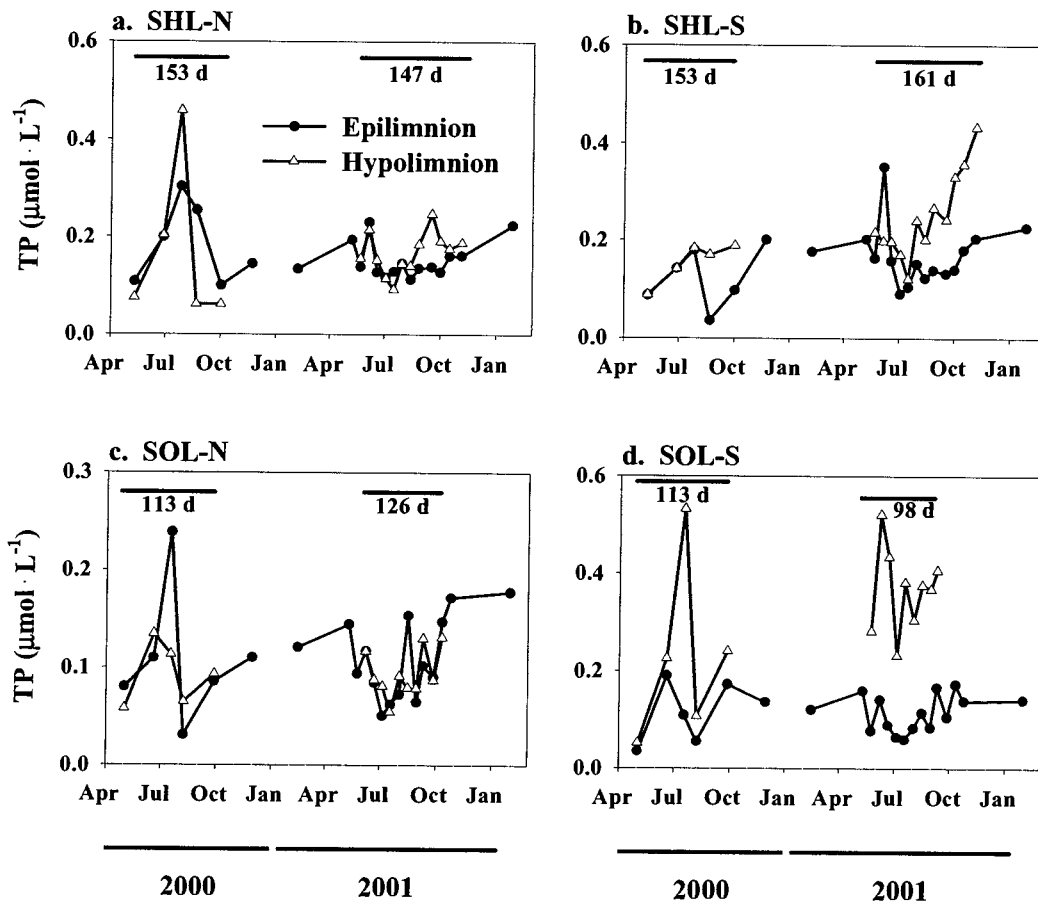 a. SHL-N
0.6
153 d
147 d
Epilimnion
Hypolimnion
0.4
0.2
0.0
TP (µmol · L⁻¹)
Apr Jul Oct Jan Apr Jul Oct Jan
b. SHL-S
0.6
153 d
161 d
0.4
0.2
0.0
Apr Jul Oct Jan Apr Jul Oct Jan
c. SOL-N
0.3
113 d
126 d
0.2
0.1
0.0
TP (µmol · L⁻¹)
Apr Jul Oct Jan Apr Jul Oct Jan
2000 2001
d. SOL-S
0.6
113 d
98 d
0.4
0.2
0.0
Apr Jul Oct Jan Apr Jul Oct Jan
2000 2001